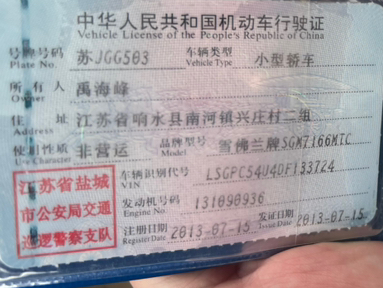 中华人民共和国机动车行驶证
Vehicle License of the People's Republic of China
号牌号码 苏JGG503 车辆类型 小型轿车
Plate No. Vehicle Type
所有人 禹海峰
Owner
住址 江苏省响水县南河镇兴庄村二组
Address
使用性质 非营运 品牌型号 雪佛兰牌SGM7166MTC
Use Character Model
江苏省盐城市公安局交通巡逻警察支队
车辆识别代号 LSGPC54U4DF133724
VIN
发动机号码 131090936
Engine No.
注册日期 2013-07-15 发证日期 2013-07-15
Register Date Issue Date